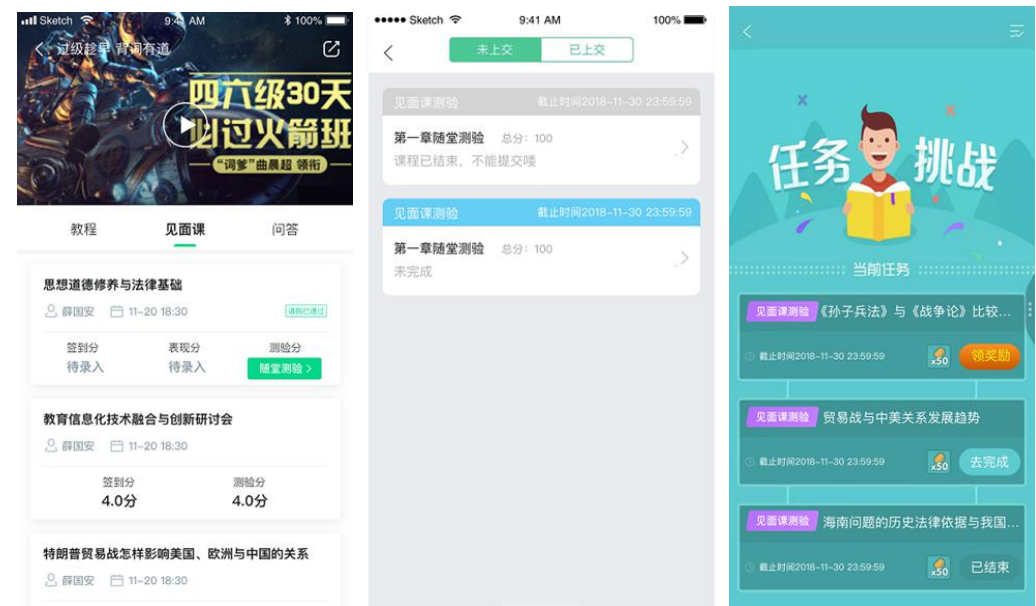 Sketch 9:41 AM 100%
过级趁早 背词有道
四六级30天
必过火箭班
“词爹”曲晨超 领衔
教程 见面课 问答
思想道德修养与法律基础
薛国安 11-20 18:30 请假已通过
签到分 表现分 测验分
待录入 待录入 随堂测验 >
教育信息化技术融合与创新研讨会
薛国安 11-20 18:30
签到分 测验分
4.0分 4.0分
特朗普贸易战怎样影响美国、欧洲与中国的关系
薛国安 11-20 18:30
Sketch 9:41 AM 100%
未上交 已上交
见面课测验 截止时间2018-11-30 23:59:59
第一章随堂测验 总分: 100
课程已结束，不能提交喽
见面课测验 截止时间2018-11-30 23:59:59
第一章随堂测验 总分: 100
未完成
任务挑战
当前任务
见面课测验 《孙子兵法》与《战争论》比较...
截止时间2018-11-30 23:59:59 x50 领奖励
见面课测验 贸易战与中美关系发展趋势
截止时间2018-11-30 23:59:59 x50 去完成
见面课测验 海南问题的历史法律依据与我国...
截止时间2018-11-30 23:59:59 x50 已结束